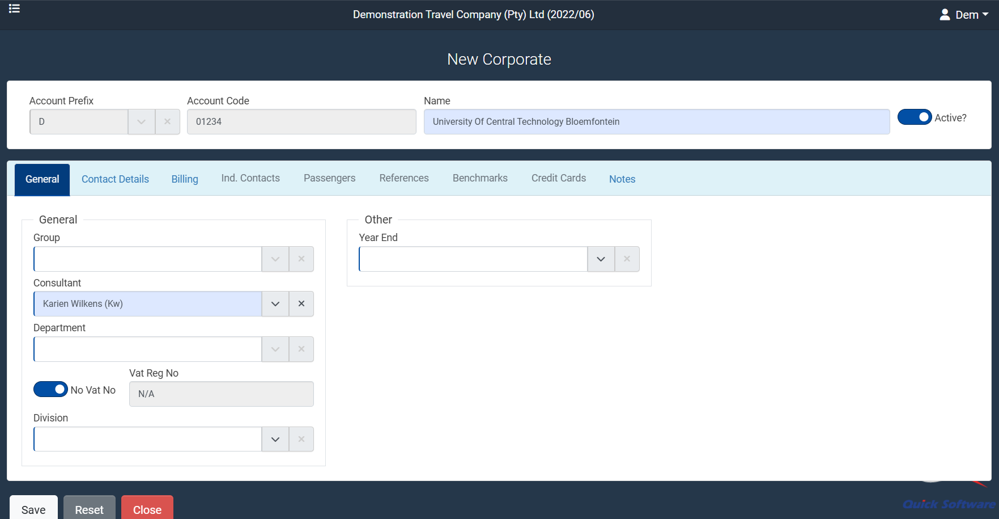 Demonstration Travel Company (Pty) Ltd (2022/06)
Dem
New Corporate
Account Prefix
Account Code
Name
D
01234
University Of Central Technology Bloemfontein
Active?
General
Contact Details
Billing
Ind. Contacts
Passengers
References
Benchmarks
Credit Cards
Notes
General
Group
Consultant
Karien Wilkens (Kw)
Department
Vat Reg No
No Vat No
N/A
Division
Other
Year End
Save
Reset
Close
Quick Software